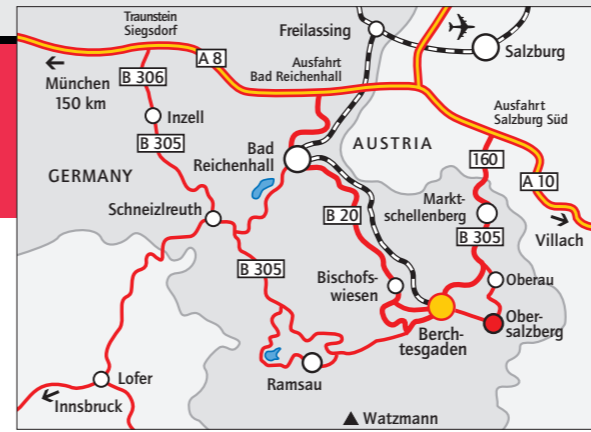 Traunstein
Siegsdorf
Freilassing
Salzburg
A 8
Ausfahrt
Bad Reichenhall
B 306
München
150 km
Inzell
Ausfahrt
Salzburg Süd
B 305
Bad
Reichenhall
AUSTRIA
160
GERMANY
A 10
Schneizlreuth
B 20
Markt-
schellenberg
B 305
Villach
B 305
Bischofs-
wiesen
Oberau
Ober-
salzberg
Berch-
tesgaden
Ramsau
Lofer
Innsbruck
Watzmann